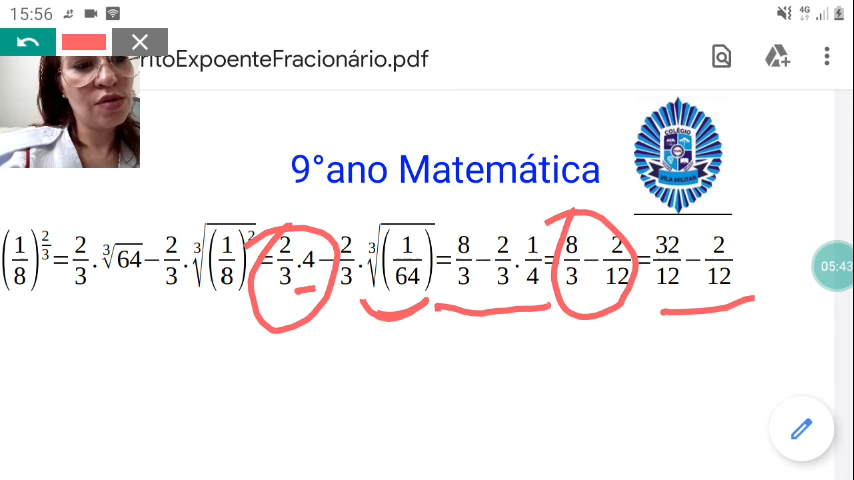 15:56 4G
ritoExpoenteFracionário.pdf
9°ano Matemática
COLÉGIO
VILA MILITAR
(1/8)^(2/3) = 2/3 . ∛64 − 2/3 . ∛((1/8)^2) = 2/3 . 4 − 2/3 . ∛((1/64)) = 8/3 − 2/3 . 1/4 = 8/3 − 2/12 = 32/12 − 2/12
05:43